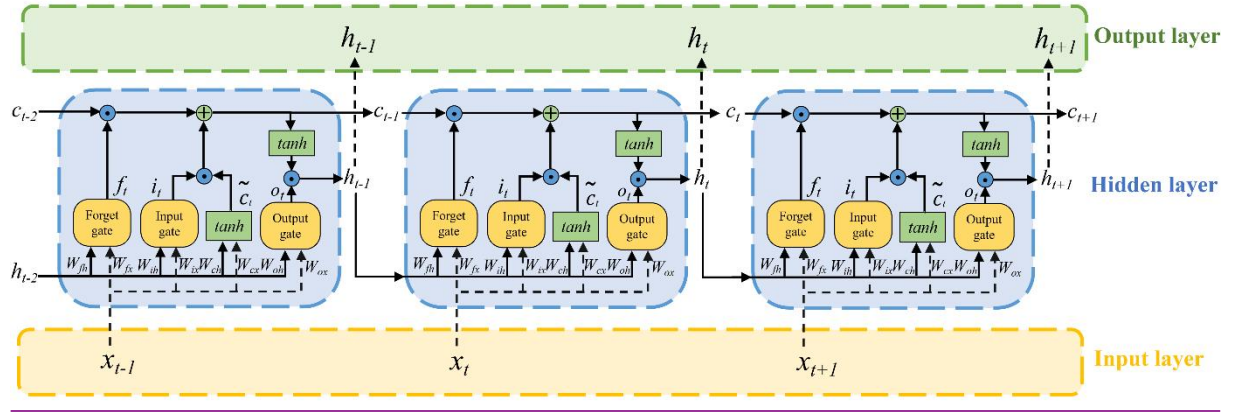 h_{t-1} h_t h_{t+1} Output layer
c_{t-2} c_{t-1} c_t c_{t+1}
tanh tanh tanh
f_t i_t c̃_t o_t h_{t-1} f_t i_t c̃_t o_t h_t f_t i_t c̃_t o_t h_{t+1} Hidden layer
Forget gate Input gate tanh Output gate Forget gate Input gate tanh Output gate Forget gate Input gate tanh Output gate
h_{t-2} W_{fh} W_{fx} W_{ih} W_{ix} W_{ch} W_{cx} W_{oh} W_{ox} W_{fh} W_{fx} W_{ih} W_{ix} W_{ch} W_{cx} W_{oh} W_{ox} W_{fh} W_{fx} W_{ih} W_{ix} W_{ch} W_{cx} W_{oh} W_{ox}
x_{t-1} x_t x_{t+1} Input layer